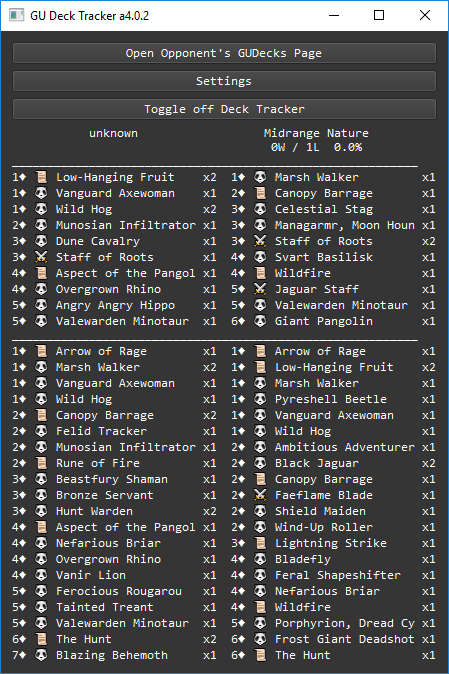 GU Deck Tracker a4.0.2
Open Opponent's GUDecks Page
Settings
Toggle off Deck Tracker
unknown Midrange Nature
0W / 1L 0.0%
1♦ Low-Hanging Fruit x2 1♦ Marsh Walker x1
1♦ Vanguard Axewoman x1 2♦ Canopy Barrage x1
1♦ Wild Hog x2 3♦ Celestial Stag x1
2♦ Munosian Infiltrator x1 3♦ Managarmr, Moon Houn x1
3♦ Dune Cavalry x1 3♦ Staff of Roots x2
3♦ Staff of Roots x1 4♦ Svart Basilisk x1
4♦ Aspect of the Pangol x1 4♦ Wildfire x1
4♦ Overgrown Rhino x1 5♦ Jaguar Staff x1
5♦ Angry Angry Hippo x1 5♦ Valewarden Minotaur x1
5♦ Valewarden Minotaur x1 6♦ Giant Pangolin x1
1♦ Arrow of Rage x1 1♦ Arrow of Rage x1
1♦ Marsh Walker x2 1♦ Low-Hanging Fruit x2
1♦ Vanguard Axewoman x1 1♦ Marsh Walker x1
1♦ Wild Hog x1 1♦ Pyreshell Beetle x1
2♦ Canopy Barrage x2 1♦ Vanguard Axewoman x1
2♦ Felid Tracker x1 1♦ Wild Hog x1
2♦ Munosian Infiltrator x1 2♦ Ambitious Adventurer x1
2♦ Rune of Fire x1 2♦ Black Jaguar x2
3♦ Beastfury Shaman x1 2♦ Canopy Barrage x1
3♦ Bronze Servant x1 2♦ Faeflame Blade x1
3♦ Hunt Warden x2 2♦ Shield Maiden x1
4♦ Aspect of the Pangol x1 2♦ Wind-Up Roller x1
4♦ Nefarious Briar x1 3♦ Lightning Strike x1
4♦ Overgrown Rhino x1 4♦ Bladefly x1
4♦ Vanir Lion x1 4♦ Feral Shapeshifter x1
5♦ Ferocious Rougarou x1 4♦ Nefarious Briar x1
5♦ Tainted Treant x1 4♦ Wildfire x1
5♦ Valewarden Minotaur x1 5♦ Porphyrion, Dread Cy x1
6♦ The Hunt x2 6♦ Frost Giant Deadshot x1
7♦ Blazing Behemoth x1 6♦ The Hunt x1